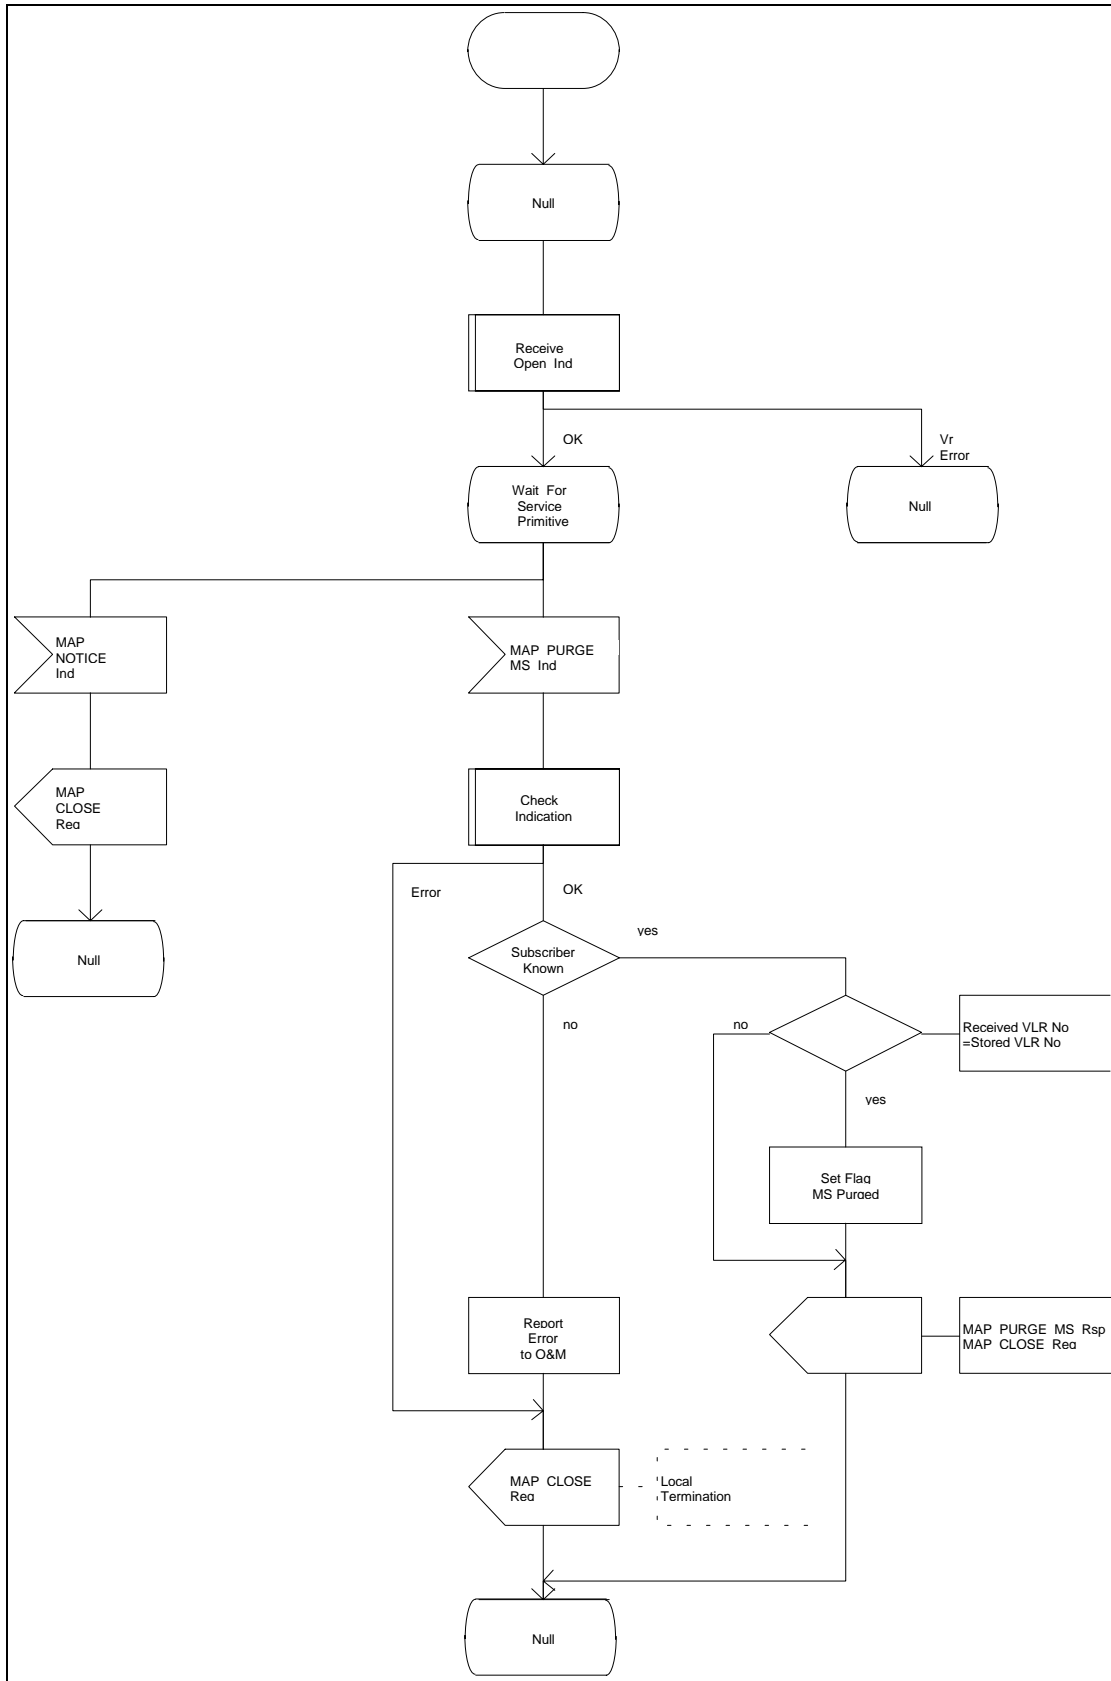 Null
Receive
Open Ind
OK
Vr
Error
Wait For
Service
Primitive
Null
MAP
NOTICE
Ind
MAP PURGE
MS Ind
MAP
CLOSE
Req
Check
Indication
Error
OK
Null
Subscriber
Known
yes
no
no
Received VLR No
=Stored VLR No
yes
Set Flag
MS Purged
Report
Error
to O&M
MAP PURGE MS Rsp
MAP CLOSE Req
MAP CLOSE
Req
Local
Termination
Null